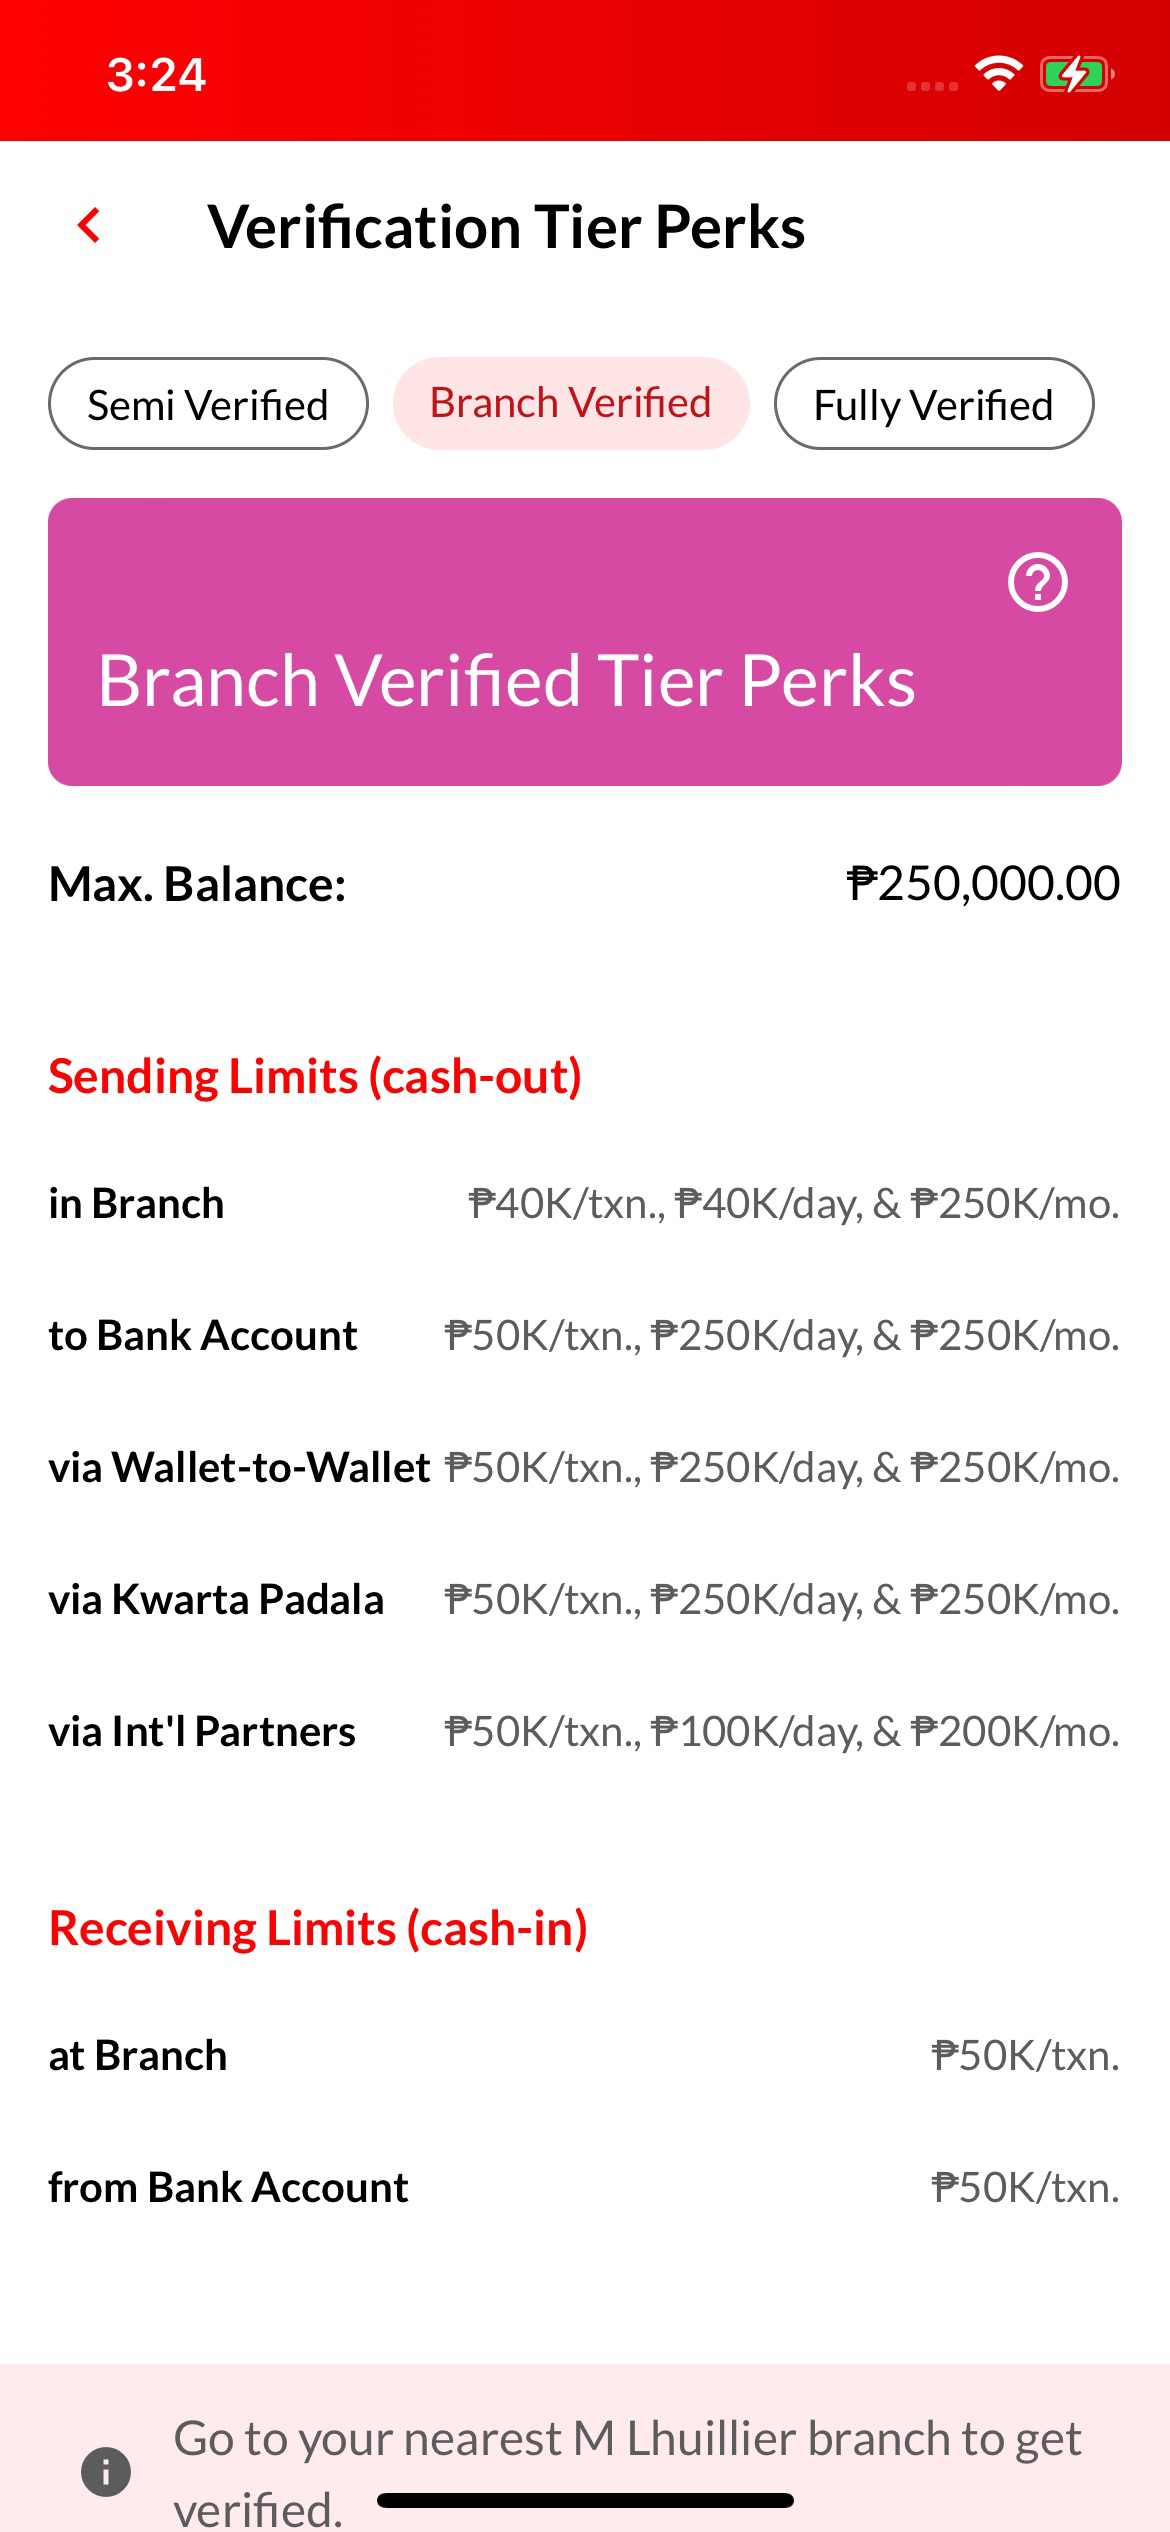 3:24
Verification Tier Perks
Semi Verified
Branch Verified
Fully Verified
Branch Verified Tier Perks
Max. Balance: ₱250,000.00
Sending Limits (cash-out)
in Branch ₱40K/txn., ₱40K/day, & ₱250K/mo.
to Bank Account ₱50K/txn., ₱250K/day, & ₱250K/mo.
via Wallet-to-Wallet ₱50K/txn., ₱250K/day, & ₱250K/mo.
via Kwarta Padala ₱50K/txn., ₱250K/day, & ₱250K/mo.
via Int'l Partners ₱50K/txn., ₱100K/day, & ₱200K/mo.
Receiving Limits (cash-in)
at Branch ₱50K/txn.
from Bank Account ₱50K/txn.
Go to your nearest M Lhuillier branch to get
verified.